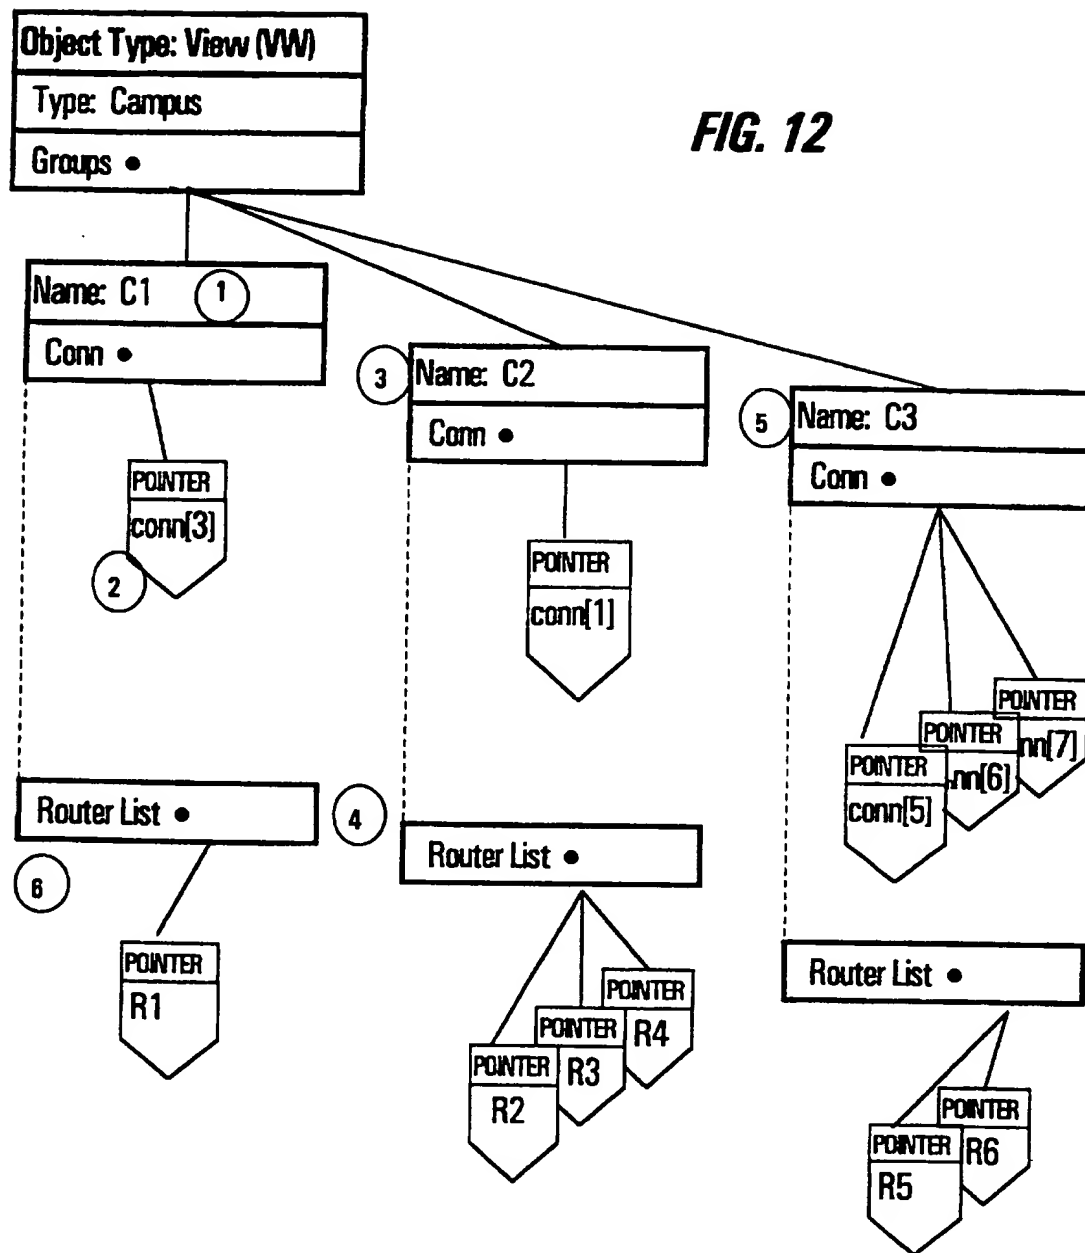 Object Type: View (VW)
Type: Campus
Groups •
FIG. 12
Name: C1
1
Conn •
3
Name: C2
Conn •
5
Name: C3
Conn •
POINTER
conn[3]
2
POINTER
conn[1]
POINTER
nn[7]
POINTER
nn[6]
POINTER
conn[5]
Router List •
4
Router List •
6
Router List •
POINTER
R1
POINTER
R4
POINTER
R3
POINTER
R2
POINTER
R6
POINTER
R5